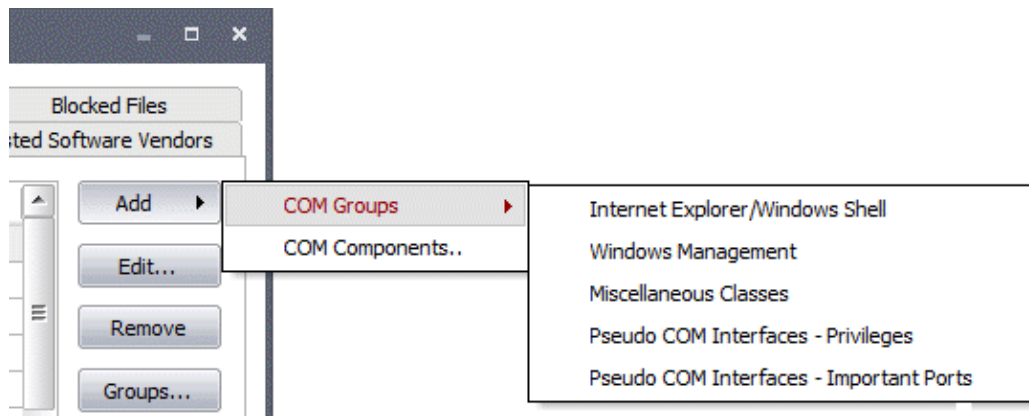 Blocked Files
sted Software Vendors
Add
COM Groups
Internet Explorer/Windows Shell
Windows Management
COM Components..
Edit...
Miscellaneous Classes
Remove
Pseudo COM Interfaces - Privileges
Groups...
Pseudo COM Interfaces - Important Ports